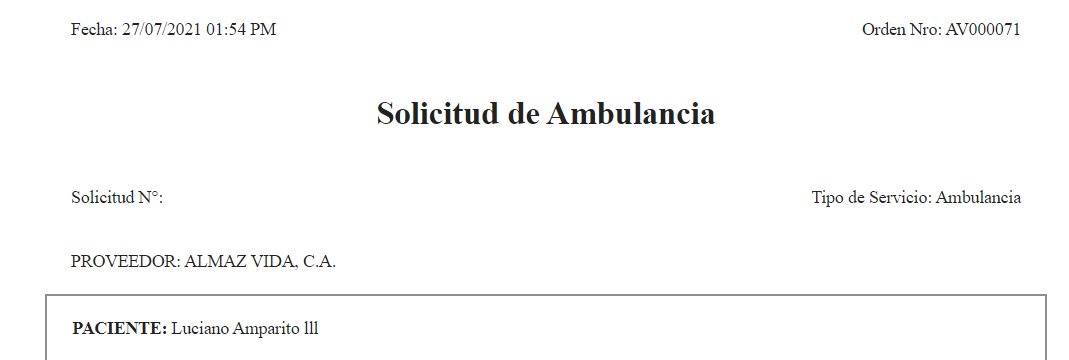 Fecha: 27/07/2021 01:54 PM Orden Nro: AV000071
Solicitud de Ambulancia
Solicitud N°: Tipo de Servicio: Ambulancia
PROVEEDOR: ALMAZ VIDA, C.A.
PACIENTE: Luciano Amparito lll